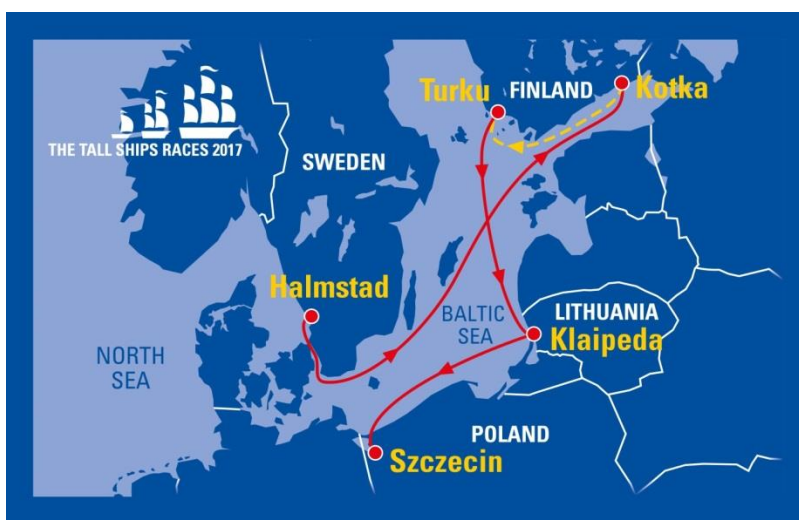 Turku
FINLAND
Kotka
THE TALL SHIPS RACES 2017
SWEDEN
Halmstad
BALTIC
SEA
LITHUANIA
Klaipeda
NORTH
SEA
POLAND
Szczecin